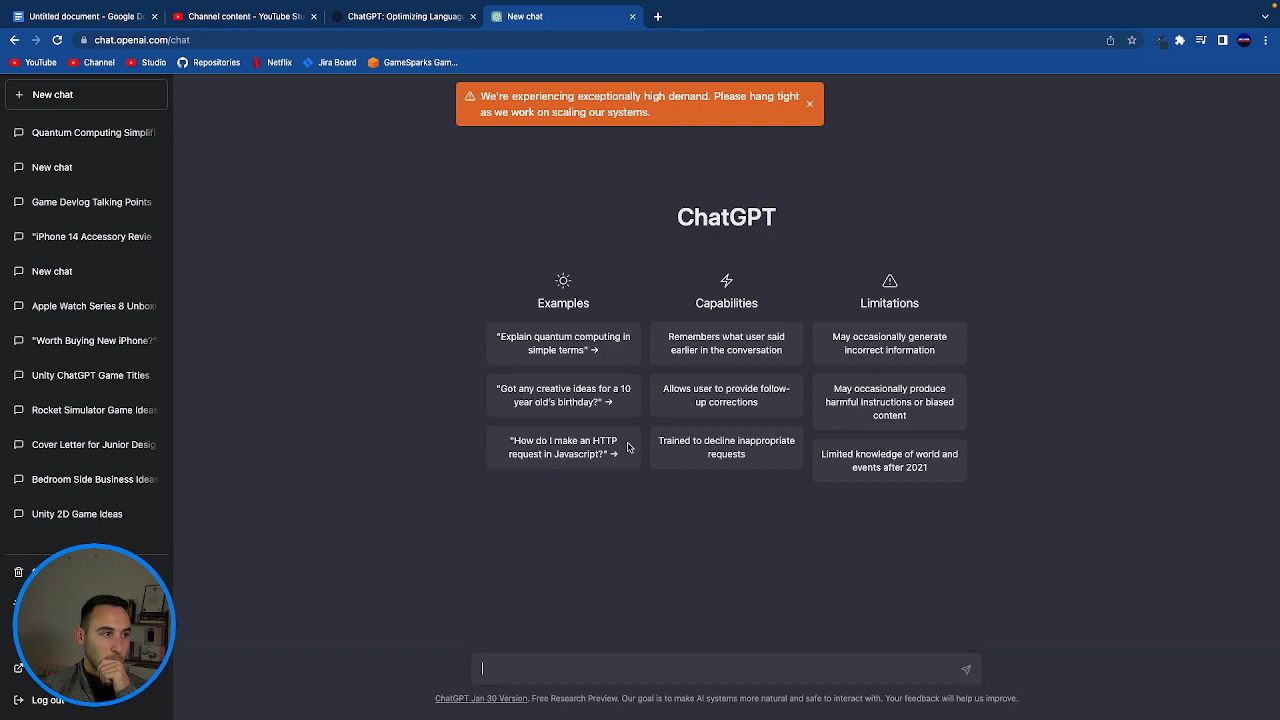 Untitled document - Google Do
Channel content - YouTube Stu
ChatGPT: Optimizing Language
New chat
chat.openai.com/chat
YouTube
Channel
Studio
Repositories
Netflix
Jira Board
GameSparks Gam...
New chat
Quantum Computing Simplifi
New chat
Game Devlog Talking Points
"iPhone 14 Accessory Revie
New chat
Apple Watch Series 8 Unboxi
"Worth Buying New iPhone?"
Unity ChatGPT Game Titles
Rocket Simulator Game Ideas
Cover Letter for Junior Desig
Bedroom Side Business Ideas
Unity 2D Game Ideas
Log out
We're experiencing exceptionally high demand. Please hang tight
as we work on scaling our systems.
ChatGPT
Examples
"Explain quantum computing in
simple terms" →
"Got any creative ideas for a 10
year old's birthday?" →
"How do I make an HTTP
request in Javascript?" →
Capabilities
Remembers what user said
earlier in the conversation
Allows user to provide follow-
up corrections
Trained to decline inappropriate
requests
Limitations
May occasionally generate
incorrect information
May occasionally produce
harmful instructions or biased
content
Limited knowledge of world and
events after 2021
ChatGPT Jan 30 Version. Free Research Preview. Our goal is to make AI systems more natural and safe to interact with. Your feedback will help us improve.